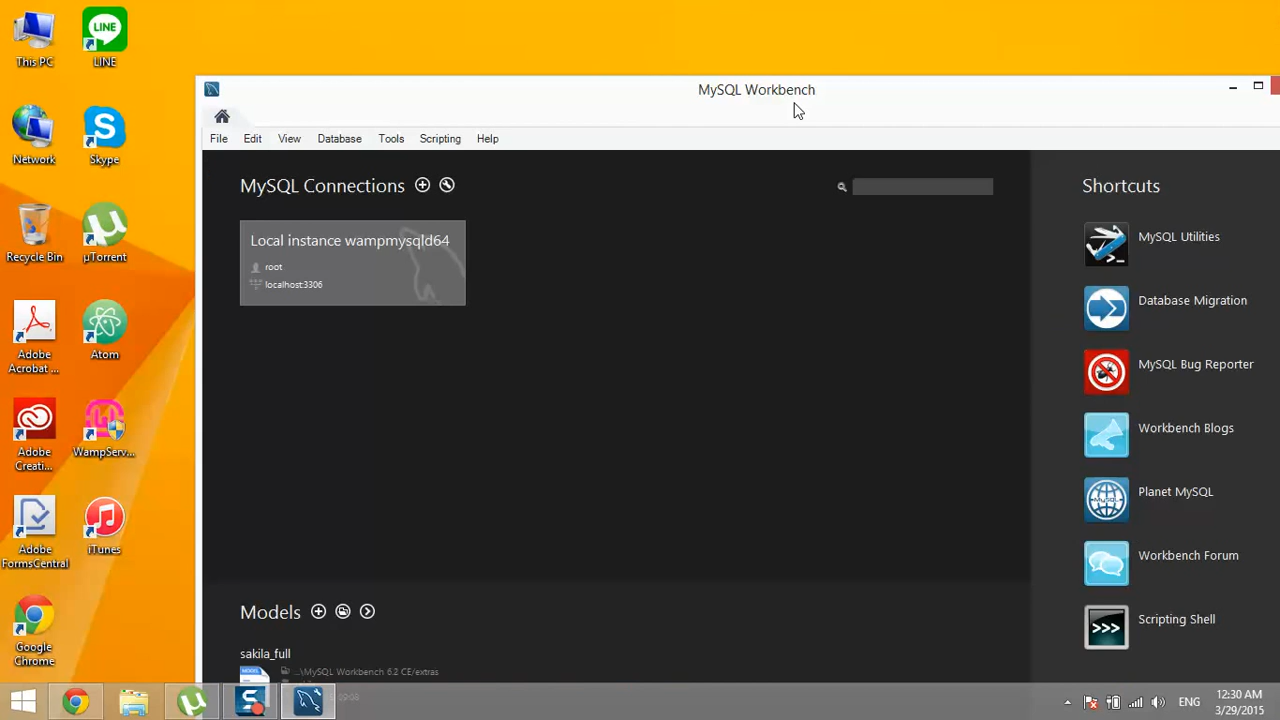 This PC
LINE
LINE
Network
Skype
Recycle Bin
µTorrent
Adobe
Acrobat ...
Atom
Adobe
Creati...
WampServ...
Adobe
FormsCentral
iTunes
Google
Chrome
MySQL Workbench
File Edit View Database Tools Scripting Help
MySQL Connections
Local instance wampmysqld64
root
localhost:3306
Shortcuts
MySQL Utilities
Database Migration
MySQL Bug Reporter
Workbench Blogs
Planet MySQL
Workbench Forum
Scripting Shell
Models
sakila_full
...\MySQL Workbench 6.2 CE/extras
ENG
12:30 AM
3/29/2015